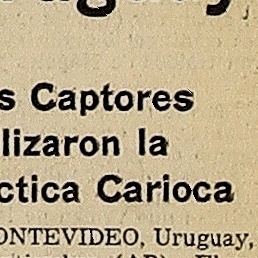 s Captores
lizaron la
ctica Carioca
ONTEVIDEO, Uruguay,